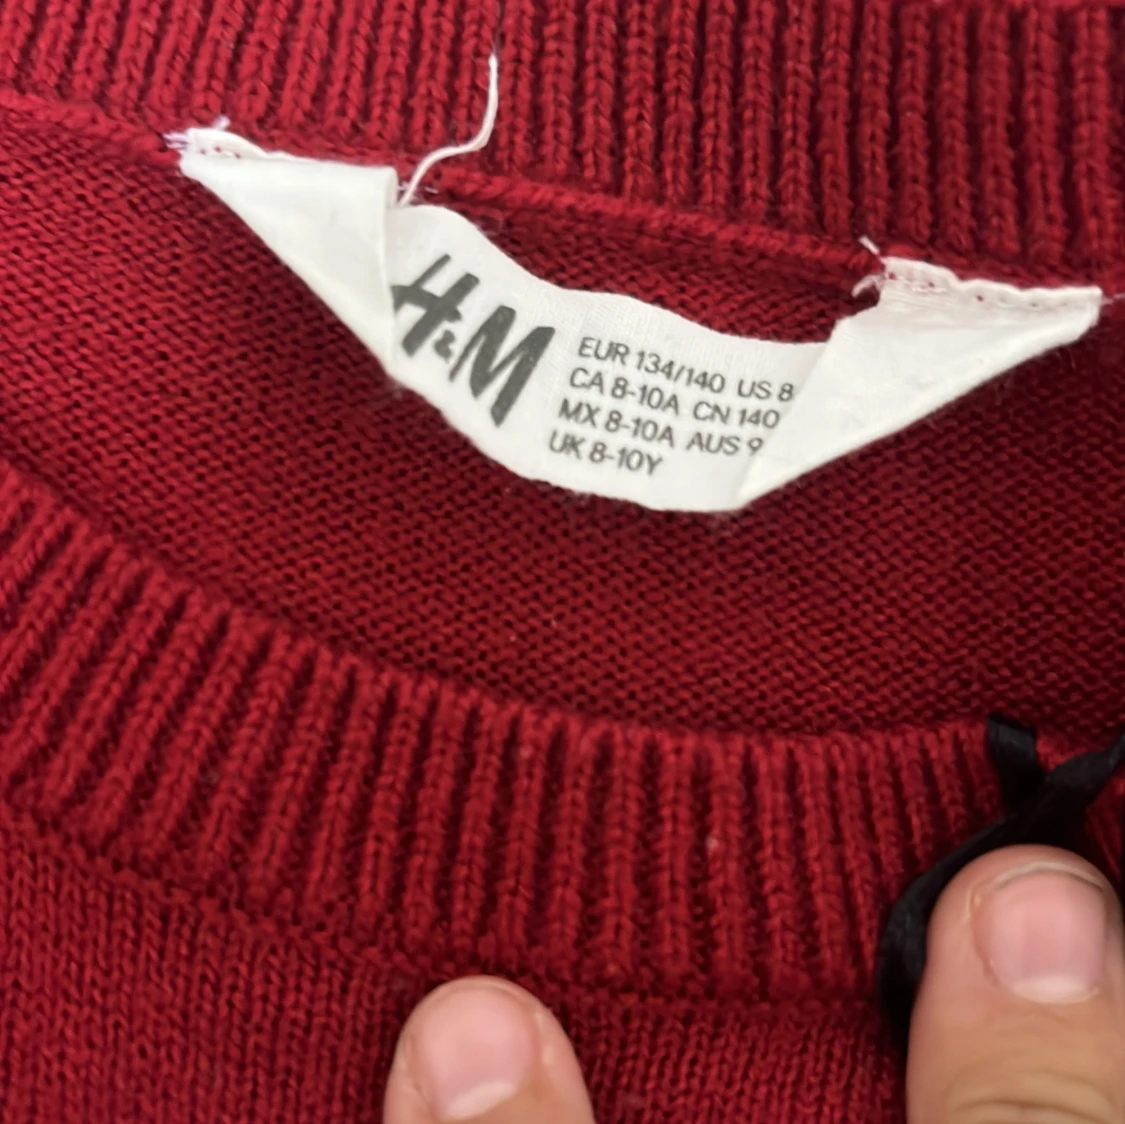 H&M
EUR 134/140 US 8
CA 8-10A CN 140
MX 8-10A AUS 9
UK 8-10Y